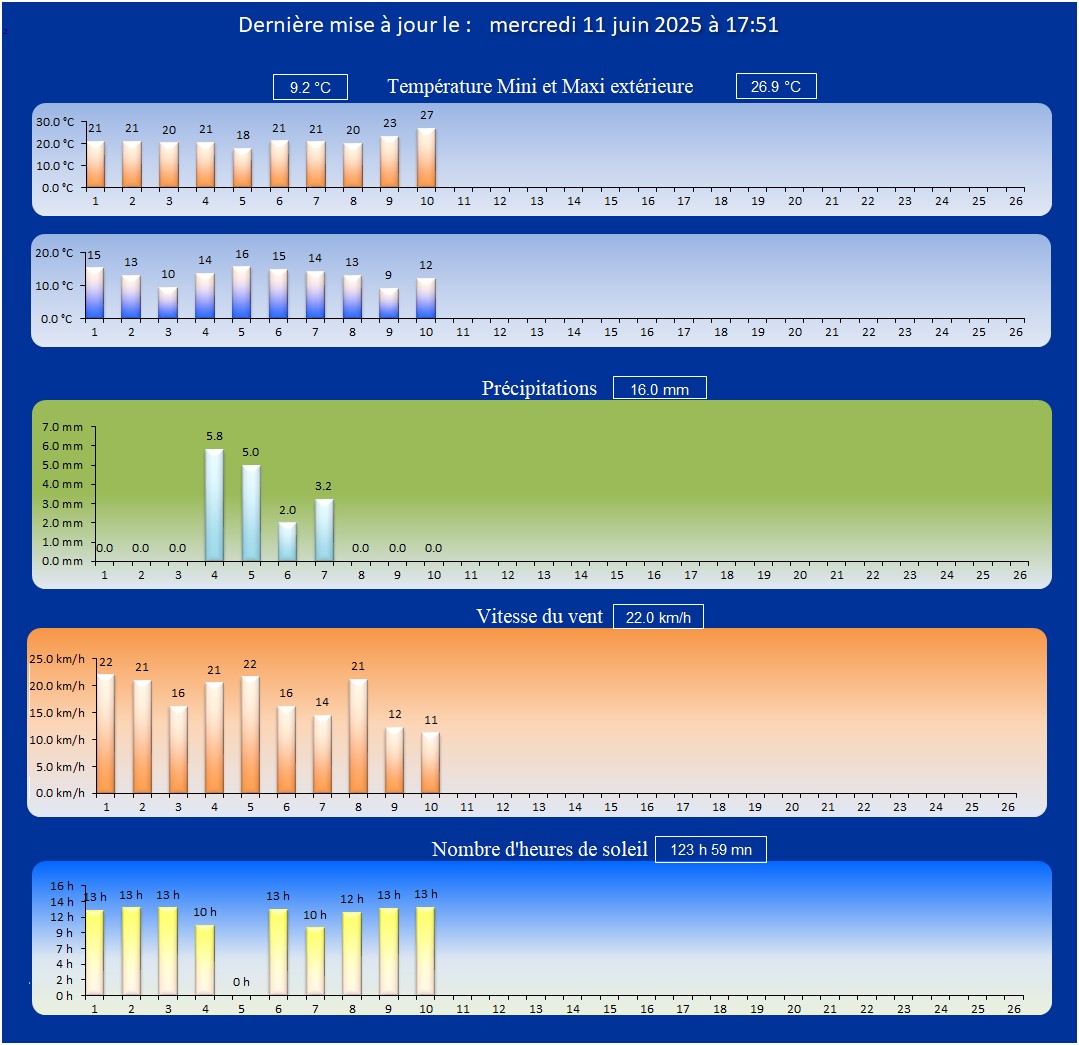 Dernière mise à jour le : mercredi 11 juin 2025 à 17:51
9.2 °C Température Mini et Maxi extérieure 26.9 °C
27
23
21 21 20 21 18 21 21 20
30.0 °C
20.0 °C
10.0 °C
0.0 °C
1 2 3 4 5 6 7 8 9 10 11 12 13 14 15 16 17 18 19 20 21 22 23 24 25 26
15 13 10 14 16 15 14 13 9 12
20.0 °C
10.0 °C
0.0 °C
1 2 3 4 5 6 7 8 9 10 11 12 13 14 15 16 17 18 19 20 21 22 23 24 25 26
Précipitations 16.0 mm
7.0 mm
6.0 mm
5.0 mm
4.0 mm
3.0 mm
2.0 mm
1.0 mm
0.0 mm
0.0 0.0 0.0 5.8 5.0 2.0 3.2 0.0 0.0 0.0
1 2 3 4 5 6 7 8 9 10 11 12 13 14 15 16 17 18 19 20 21 22 23 24 25 26
Vitesse du vent 22.0 km/h
25.0 km/h
20.0 km/h
15.0 km/h
10.0 km/h
5.0 km/h
0.0 km/h
22 21 16 21 22 16 14 21 12 11
1 2 3 4 5 6 7 8 9 10 11 12 13 14 15 16 17 18 19 20 21 22 23 24 25 26
Nombre d'heures de soleil 123 h 59 mn
16 h
14 h
12 h
9 h
7 h
4 h
2 h
0 h
13 h 13 h 13 h 10 h 0 h 13 h 10 h 12 h 13 h 13 h
1 2 3 4 5 6 7 8 9 10 11 12 13 14 15 16 17 18 19 20 21 22 23 24 25 26